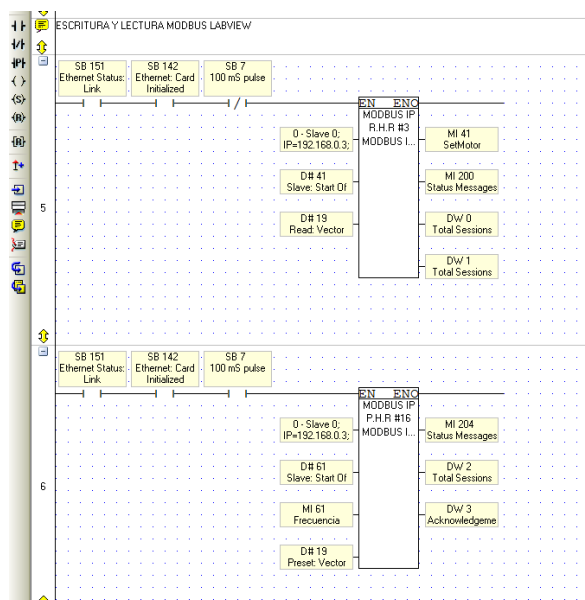 ESCRITURA Y LECTURA MODBUS LABVIEW
SB 151
Ethernet Status:
Link
SB 142
Ethernet: Card
Initialized
SB 7
100 mS pulse
EN ENO
MODBUS IP
R.H.R #3
MODBUS I...
0 - Slave 0;
IP=192.168.0.3;
D# 41
Slave: Start Of
D# 19
Read: Vector
MI 41
SetMotor
MI 200
Status Messages
DW 0
Total Sessions
DW 1
Total Sessions
5
SB 151
Ethernet Status:
Link
SB 142
Ethernet: Card
Initialized
SB 7
100 mS pulse
EN ENO
MODBUS IP
P.H.R #16
MODBUS I...
0 - Slave 0;
IP=192.168.0.3;
D# 61
Slave: Start Of
MI 61
Frecuencia
D# 19
Preset: Vector
MI 204
Status Messages
DW 2
Total Sessions
DW 3
Acknowledgeme
6